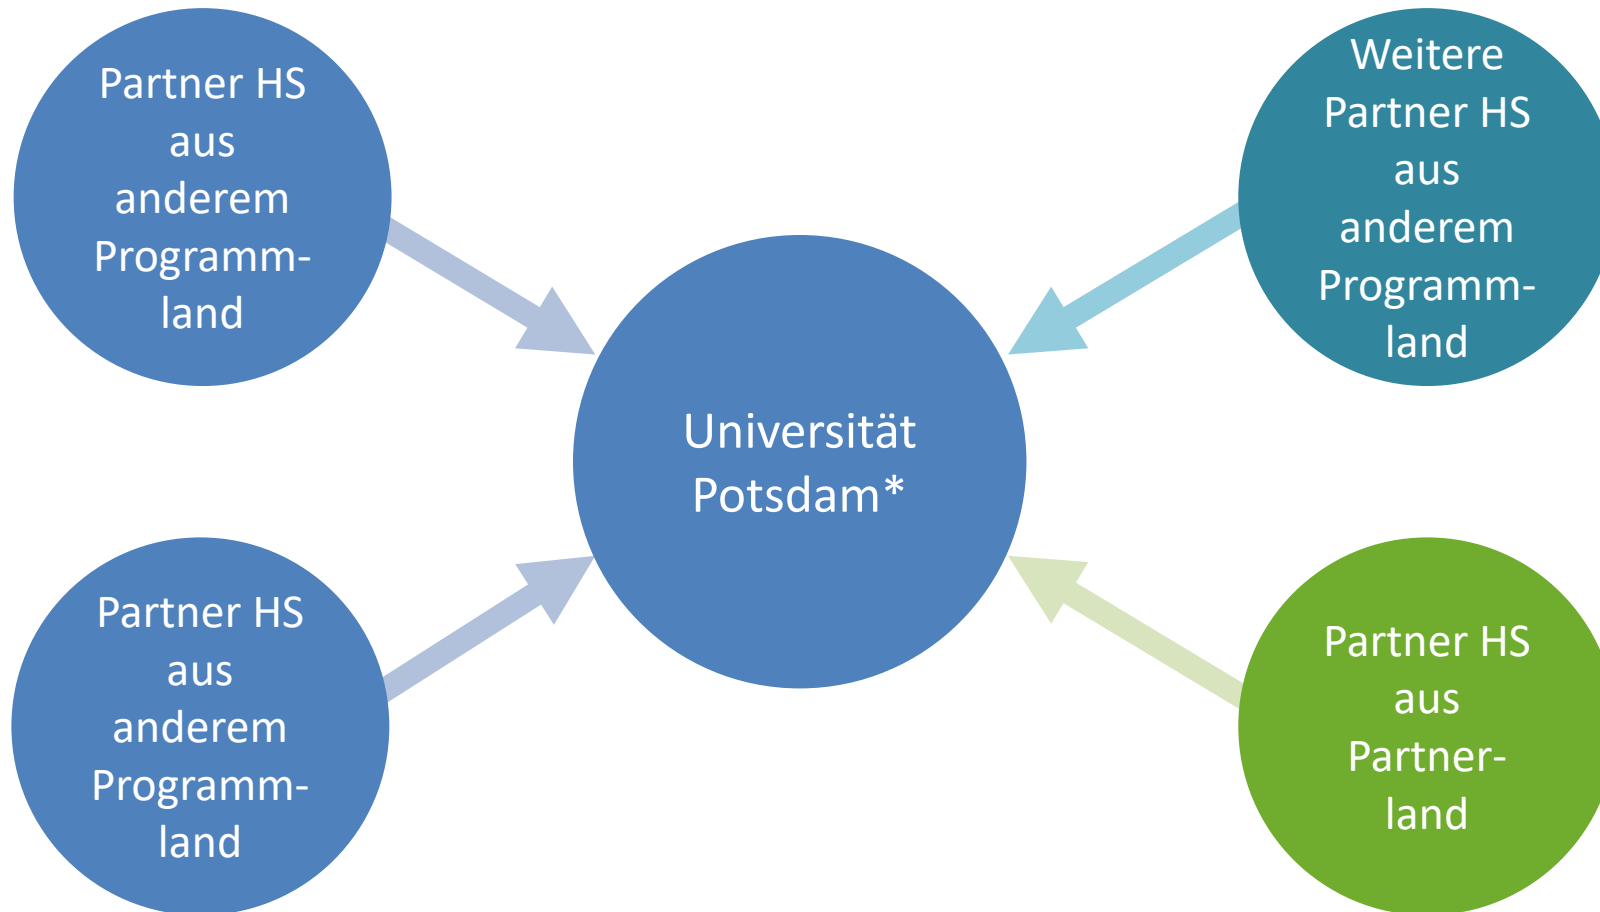 Partner HS
aus
anderem
Programm-
land
Weitere
Partner HS
aus
anderem
Programm-
land
Universität
Potsdam*
Partner HS
aus
anderem
Programm-
land
Partner HS
aus
Partner-
land